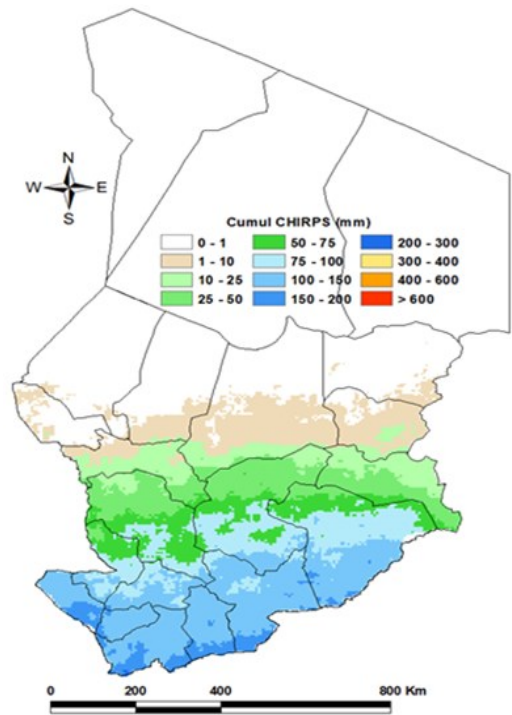 N
W E
S
Cumul CHIRPS (mm)
0 - 1 50 - 75 200 - 300
1 - 10 75 - 100 300 - 400
10 - 25 100 - 150 400 - 600
25 - 50 150 - 200 > 600
0 200 400 800 Km